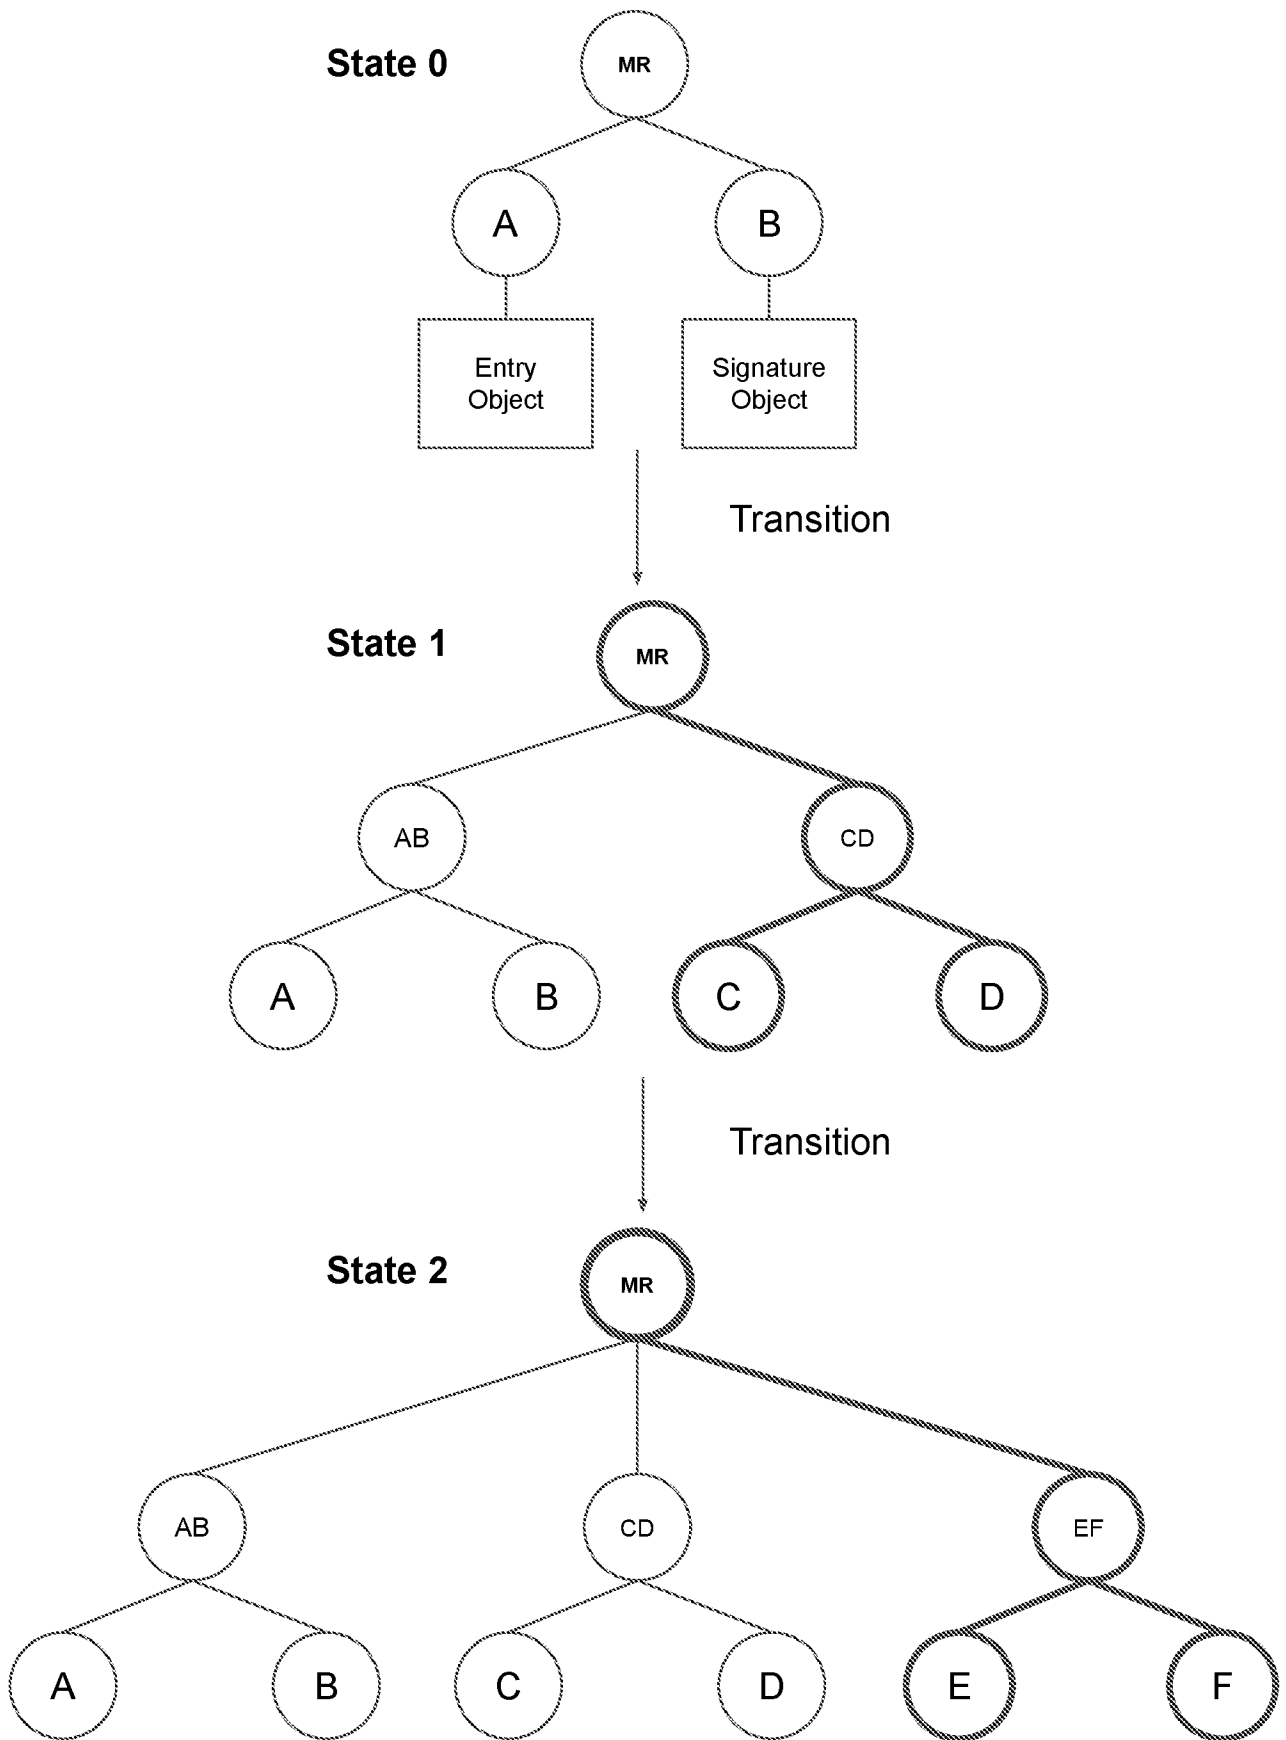 State 0
MR
A
B
Entry
Object
Signature
Object
Transition
State 1
MR
AB
CD
A
B
C
D
Transition
State 2
MR
AB
CD
EF
A
B
C
D
E
F